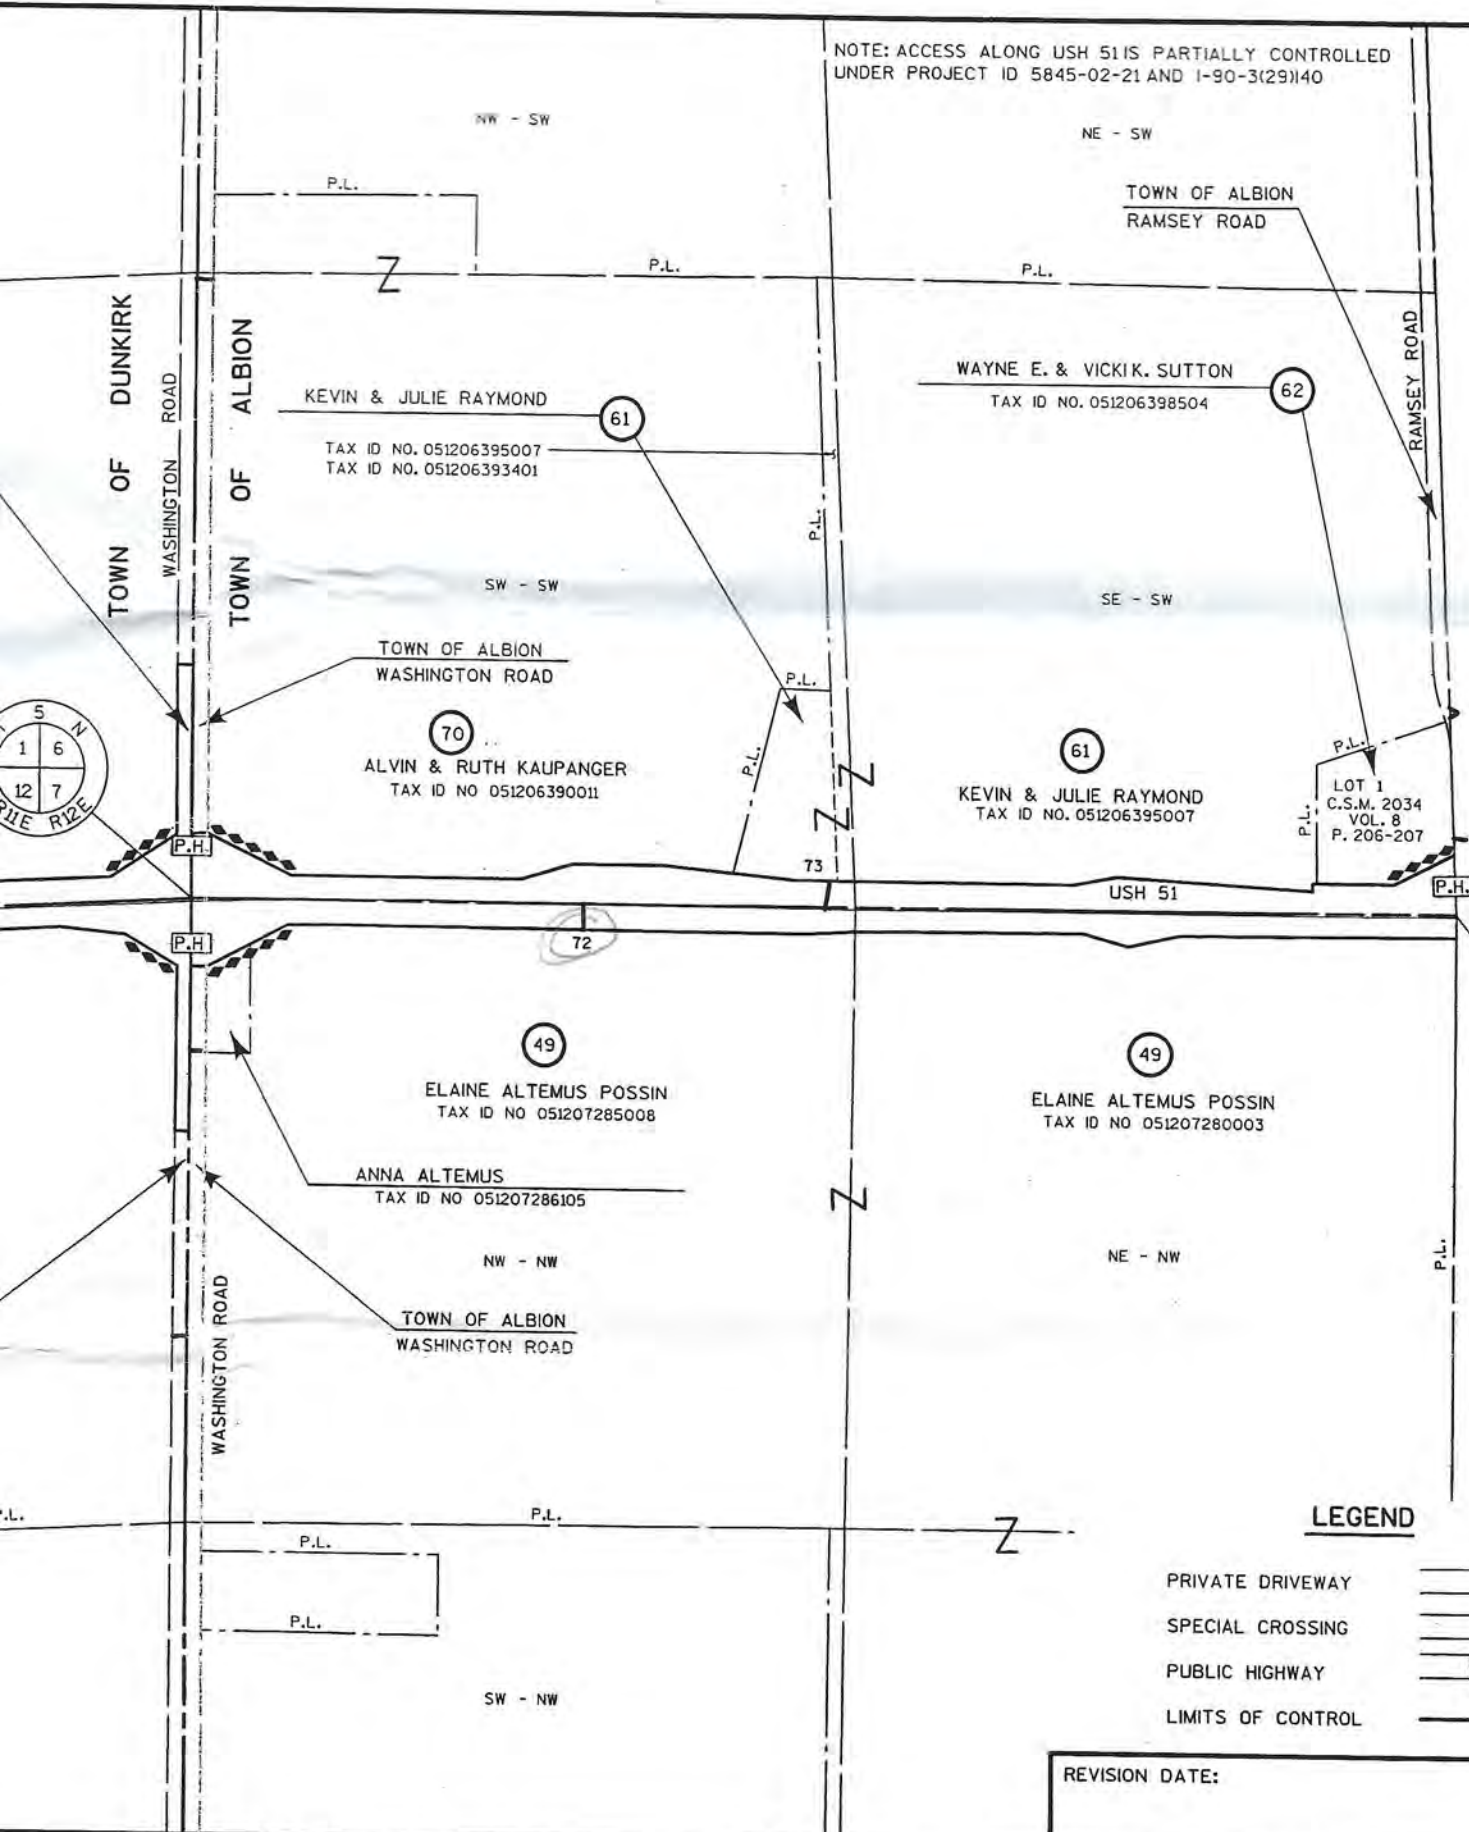 NOTE: ACCESS ALONG USH 51 IS PARTIALLY CONTROLLED
UNDER PROJECT ID 5845-02-21 AND I-90-3(29)140
NW - SW
NE - SW
P.L.
TOWN OF ALBION
RAMSEY ROAD
Z
P.L.
P.L.
TOWN OF DUNKIRK
WASHINGTON ROAD
TOWN OF ALBION
RAMSEY ROAD
KEVIN & JULIE RAYMOND
61
TAX ID NO. 051206395007
TAX ID NO. 051206393401
WAYNE E. & VICKI K. SUTTON
62
TAX ID NO. 051206398504
P.L.
SW - SW
SE - SW
TOWN OF ALBION
WASHINGTON ROAD
P.L.
70
ALVIN & RUTH KAUPANGER
TAX ID NO 051206390011
P.L.
61
KEVIN & JULIE RAYMOND
TAX ID NO. 051206395007
P.L.
P.L.
LOT 1
C.S.M. 2034
VOL. 8
P. 206-207
5 N
1 6
12 7
R11E R12E
Z
Z
P.H.
73
USH 51
P.H.
P.H.
72
49
ELAINE ALTEMUS POSSIN
TAX ID NO 051207285008
49
ELAINE ALTEMUS POSSIN
TAX ID NO 051207280003
ANNA ALTEMUS
TAX ID NO 051207286105
Z
NW - NW
NE - NW
P.L.
TOWN OF ALBION
WASHINGTON ROAD
WASHINGTON ROAD
P.L.
P.L.
Z
P.L.
P.L.
SW - NW
LEGEND
PRIVATE DRIVEWAY
SPECIAL CROSSING
PUBLIC HIGHWAY
LIMITS OF CONTROL
REVISION DATE: